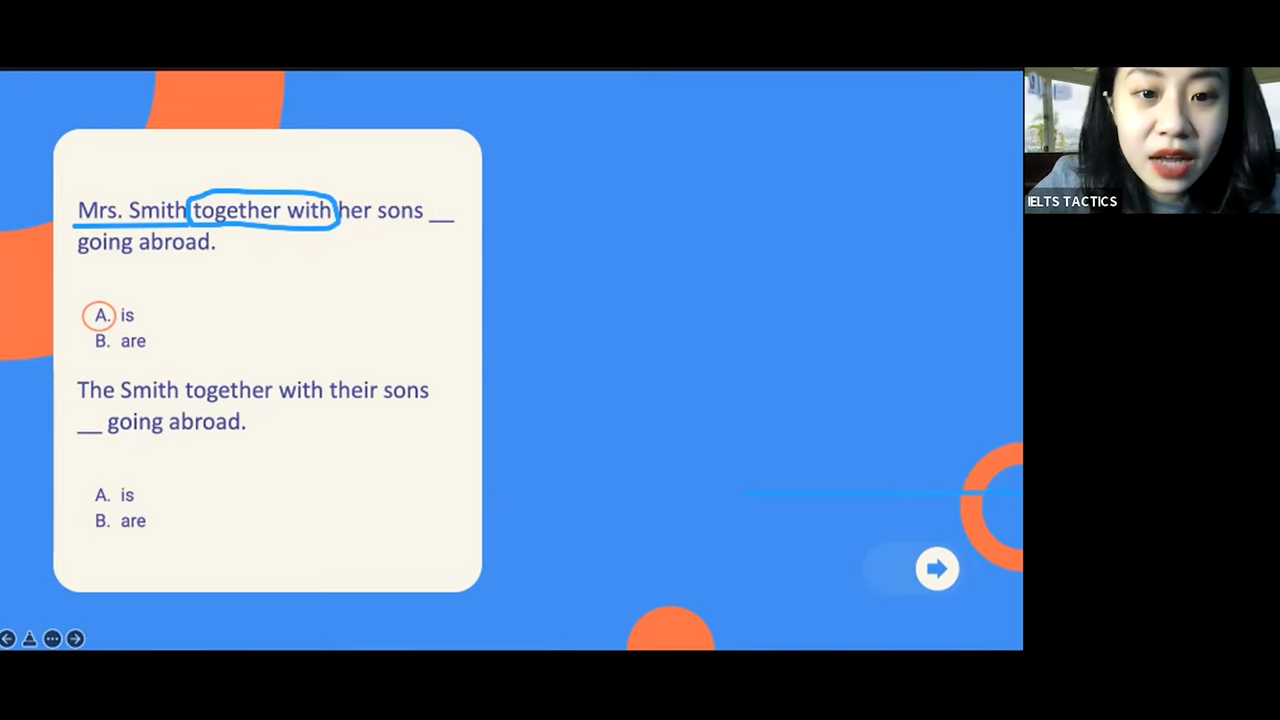 Mrs. Smith together with her sons __
going abroad.
A. is
B. are
The Smith together with their sons
__ going abroad.
A. is
B. are
IELTS TACTICS